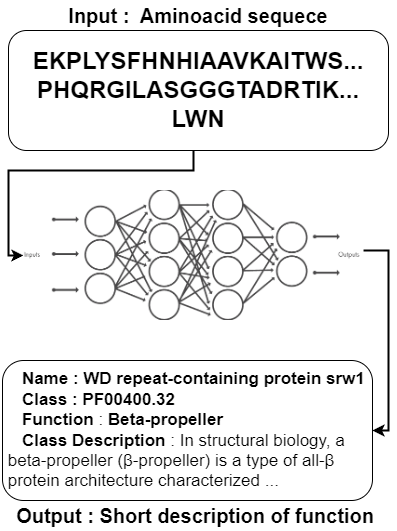 Input : Aminoacid sequece
EKPLYSFHNHIAAVKAITWS...
PHQRGILASGGGTADRTIK...
LWN
Inputs
Outputs
Name : WD repeat-containing protein srw1
Class : PF00400.32
Function : Beta-propeller
Class Description : In structural biology, a
beta-propeller (β-propeller) is a type of all-β
protein architecture characterized ...
Output : Short description of function